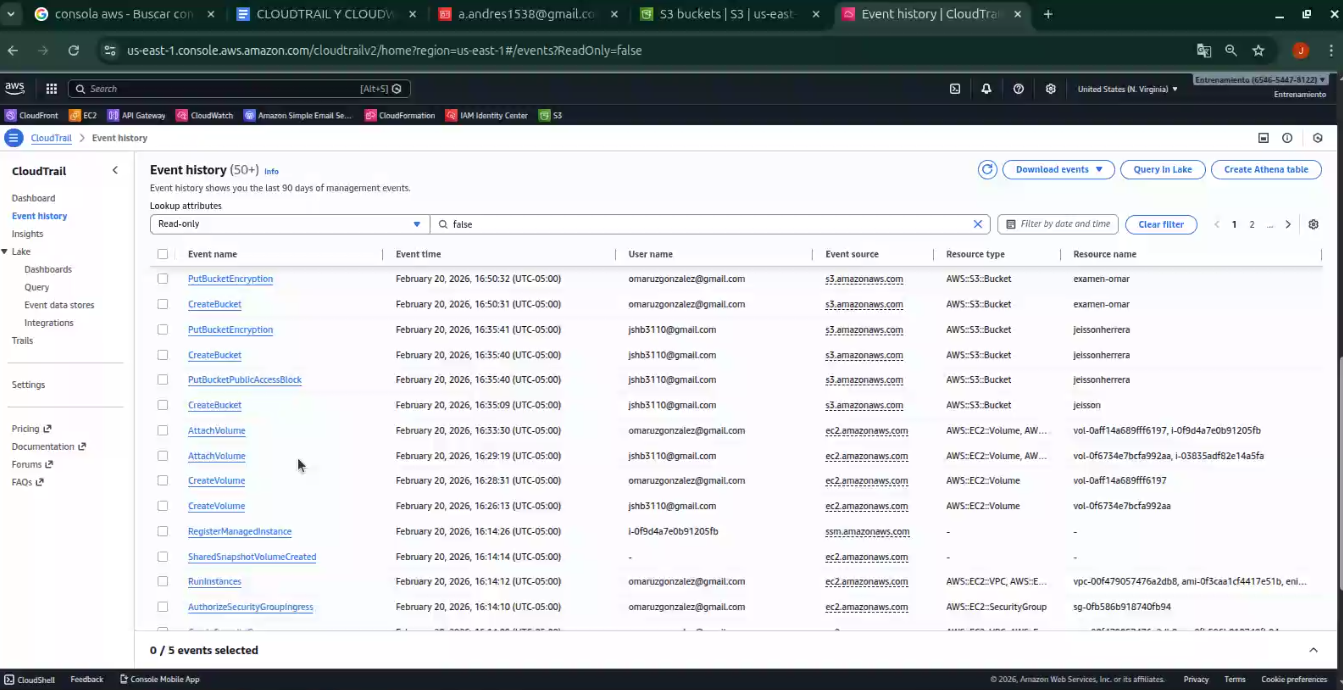 consola aws - Buscar con
CLOUDTRAIL Y CLOUDW
a.andres1538@gmail.co
S3 buckets | S3 | us-east-
Event history | CloudTrai
us-east-1.console.aws.amazon.com/cloudtrailv2/home?region=us-east-1#/events?ReadOnly=false
J
aws
Search
[Alt+S]
United States (N. Virginia)
Entrenamiento (6546-5447-8122)
Entrenamiento
CloudFront
EC2
API Gateway
CloudWatch
Amazon Simple Email Se...
CloudFormation
IAM Identity Center
S3
CloudTrail
Event history
CloudTrail
Dashboard
Event history
Insights
Lake
Dashboards
Query
Event data stores
Integrations
Trails
Settings
Pricing
Documentation
Forums
FAQs
Event history (50+) Info
Download events
Query in Lake
Create Athena table
Event history shows you the last 90 days of management events.
Lookup attributes
Read-only
false
Filter by date and time
Clear filter
1 2 ...
Event name Event time User name Event source Resource type Resource name
PutBucketEncryption February 20, 2026, 16:50:32 (UTC-05:00) omaruzgonzalez@gmail.com s3.amazonaws.com AWS::S3::Bucket examen-omar
CreateBucket February 20, 2026, 16:50:31 (UTC-05:00) omaruzgonzalez@gmail.com s3.amazonaws.com AWS::S3::Bucket examen-omar
PutBucketEncryption February 20, 2026, 16:35:41 (UTC-05:00) jshb3110@gmail.com s3.amazonaws.com AWS::S3::Bucket jeissonherrera
CreateBucket February 20, 2026, 16:35:40 (UTC-05:00) jshb3110@gmail.com s3.amazonaws.com AWS::S3::Bucket jeissonherrera
PutBucketPublicAccessBlock February 20, 2026, 16:35:40 (UTC-05:00) jshb3110@gmail.com s3.amazonaws.com AWS::S3::Bucket jeissonherrera
CreateBucket February 20, 2026, 16:35:09 (UTC-05:00) jshb3110@gmail.com s3.amazonaws.com AWS::S3::Bucket jeisson
AttachVolume February 20, 2026, 16:33:30 (UTC-05:00) omaruzgonzalez@gmail.com ec2.amazonaws.com AWS::EC2::Volume, AW... vol-0aff14a689fff6197, i-0f9d4a7e0b91205fb
AttachVolume February 20, 2026, 16:29:19 (UTC-05:00) jshb3110@gmail.com ec2.amazonaws.com AWS::EC2::Volume, AW... vol-0f6734e7bcfa992aa, i-03835adf82e14a5fa
CreateVolume February 20, 2026, 16:28:31 (UTC-05:00) omaruzgonzalez@gmail.com ec2.amazonaws.com AWS::EC2::Volume vol-0aff14a689fff6197
CreateVolume February 20, 2026, 16:26:13 (UTC-05:00) jshb3110@gmail.com ec2.amazonaws.com AWS::EC2::Volume vol-0f6734e7bcfa992aa
RegisterManagedInstance February 20, 2026, 16:14:26 (UTC-05:00) i-0f9d4a7e0b91205fb ssm.amazonaws.com - -
SharedSnapshotVolumeCreated February 20, 2026, 16:14:14 (UTC-05:00) - ec2.amazonaws.com - -
RunInstances February 20, 2026, 16:14:12 (UTC-05:00) omaruzgonzalez@gmail.com ec2.amazonaws.com AWS::EC2::VPC, AWS::E... vpc-00f479057476a2db8, ami-0f3caa1cf4417e51b, eni...
AuthorizeSecurityGroupIngress February 20, 2026, 16:14:10 (UTC-05:00) omaruzgonzalez@gmail.com ec2.amazonaws.com AWS::EC2::SecurityGroup sg-0fb586b918740fb94
0 / 5 events selected
CloudShell
Feedback
Console Mobile App
© 2026, Amazon Web Services, Inc. or its affiliates.
Privacy
Terms
Cookie preferences